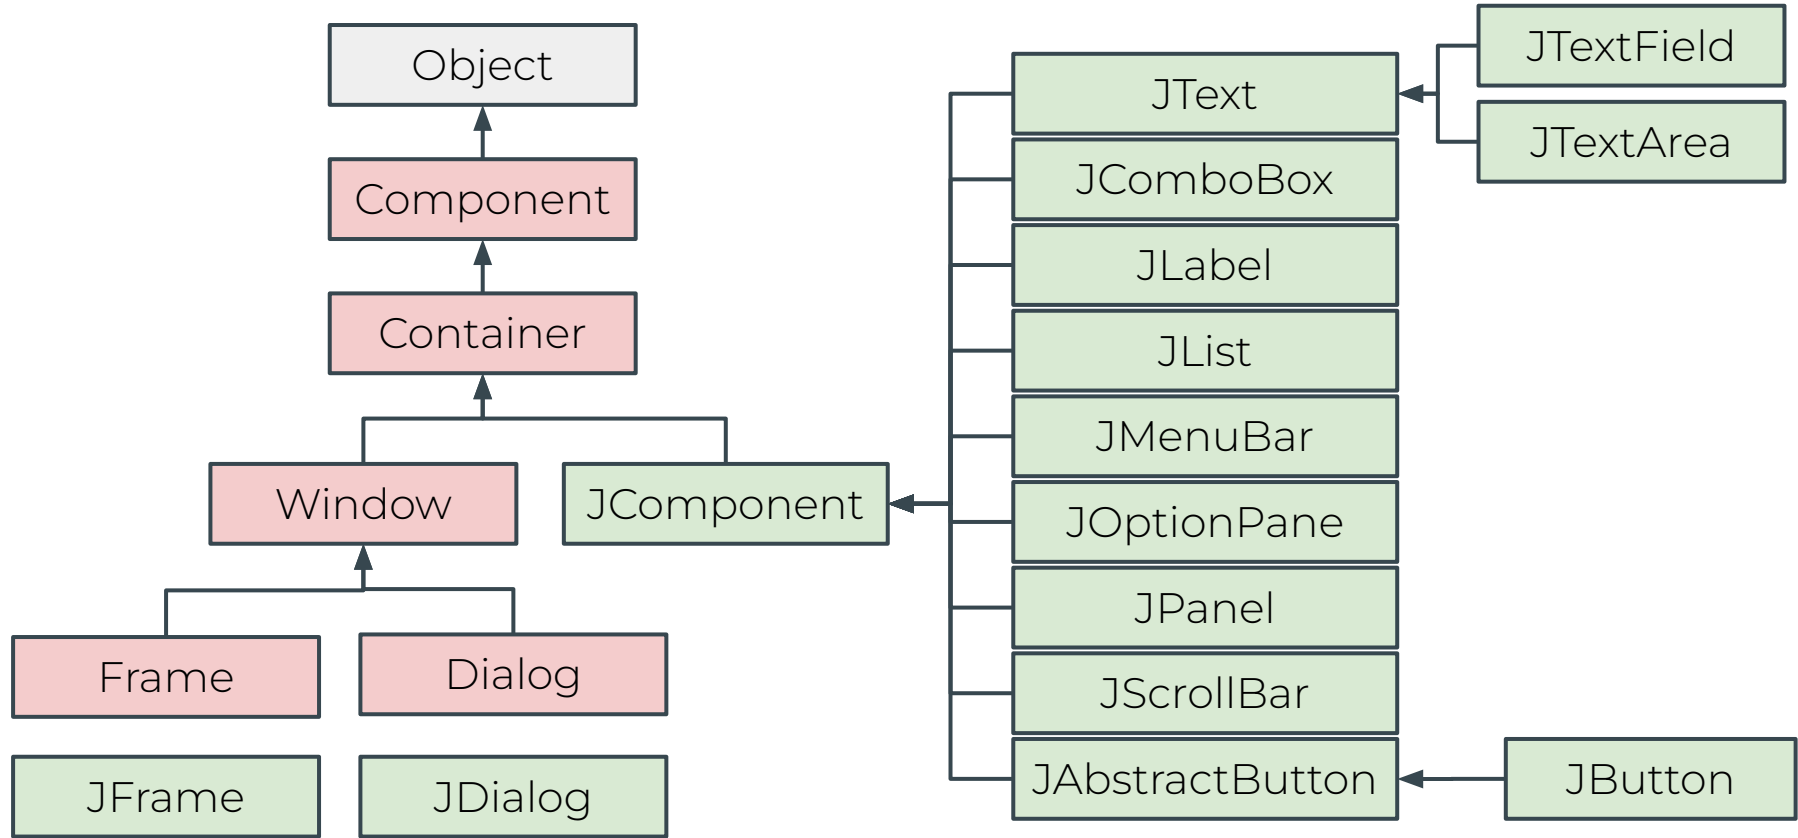 Object
Component
Container
Window
JComponent
Frame
Dialog
JFrame
JDialog
JText
JComboBox
JLabel
JList
JMenuBar
JOptionPane
JPanel
JScrollBar
JAbstractButton
JTextField
JTextArea
JButton